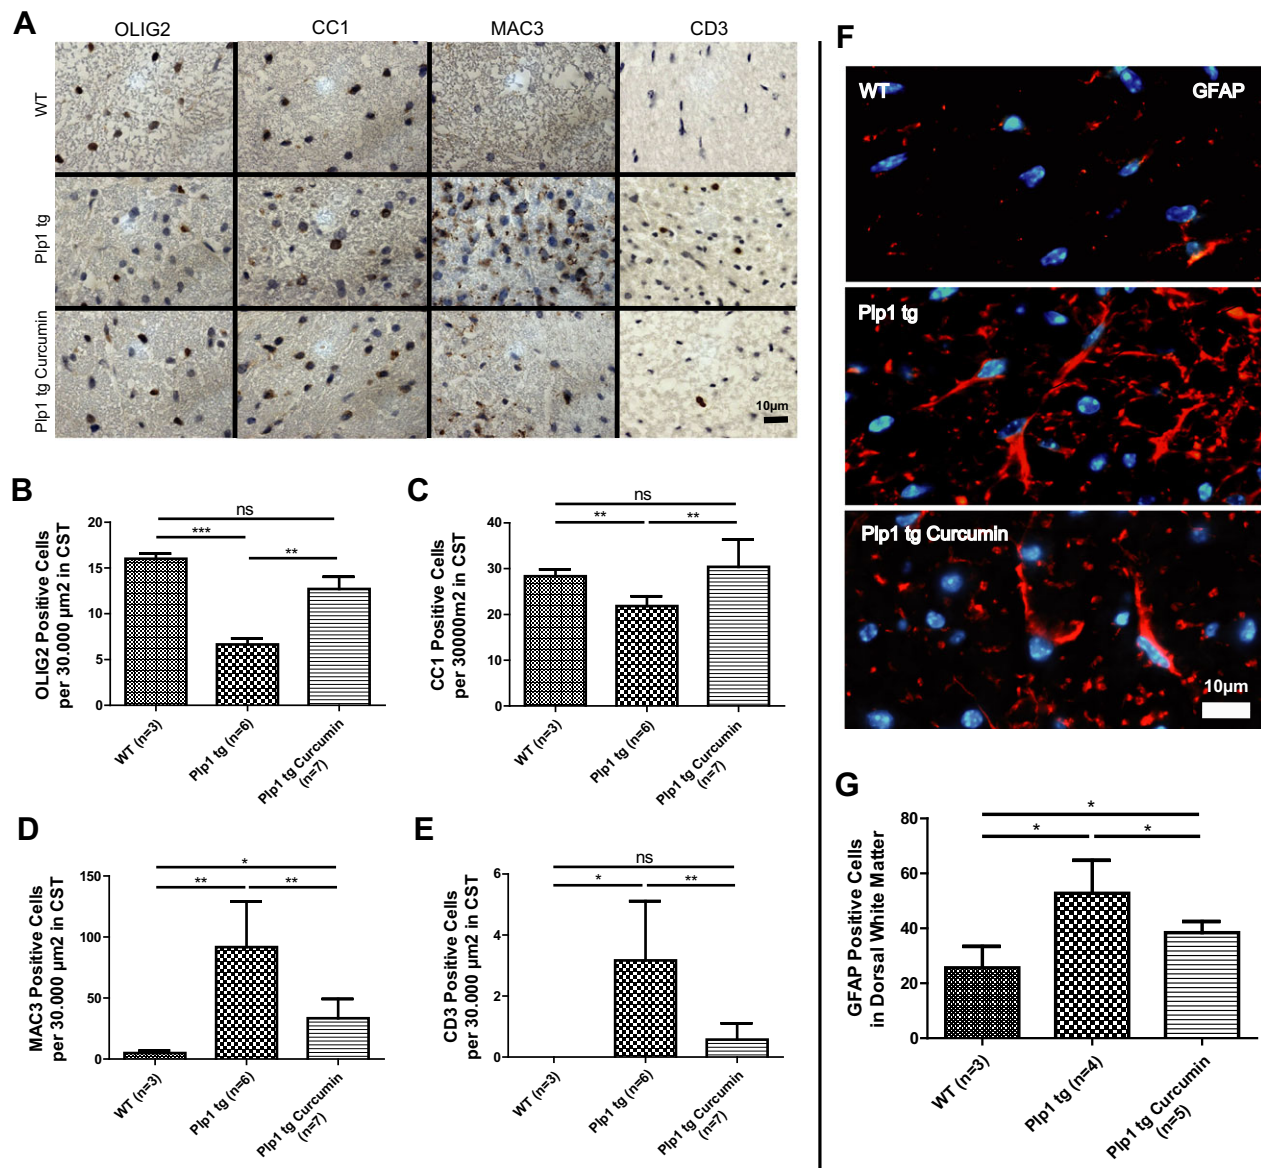 A
OLIG2
CC1
MAC3
CD3
WT
Plp1 tg
Plp1 tg Curcumin
10µm
B
OLIG2 Positive Cells
per 30.000 µm2 in CST
20
15
10
5
0
ns
***
**
WT (n=3)
Plp1 tg (n=6)
Plp1 tg Curcumin
(n=7)
C
CC1 Positive Cells
per 30000m2 in CST
40
30
20
10
0
ns
**
**
WT (n=3)
Plp1 tg (n=6)
Plp1 tg Curcumin
(n=7)
D
MAC3 Positive Cells
per 30.000 µm2 in CST
150
100
50
0
*
**
**
WT (n=3)
Plp1 tg (n=6)
Plp1 tg Curcumin
(n=7)
E
CD3 Positive Cells
per 30.000 µm2 in CST
6
4
2
0
ns
*
**
WT (n=3)
Plp1 tg (n=6)
Plp1 tg Curcumin
(n=7)
F
WT GFAP
Plp1 tg
Plp1 tg Curcumin
10µm
G
GFAP Positive Cells
in Dorsal White Matter
80
60
40
20
0
*
*
*
WT (n=3)
Plp1 tg (n=4)
Plp1 tg Curcumin
(n=5)